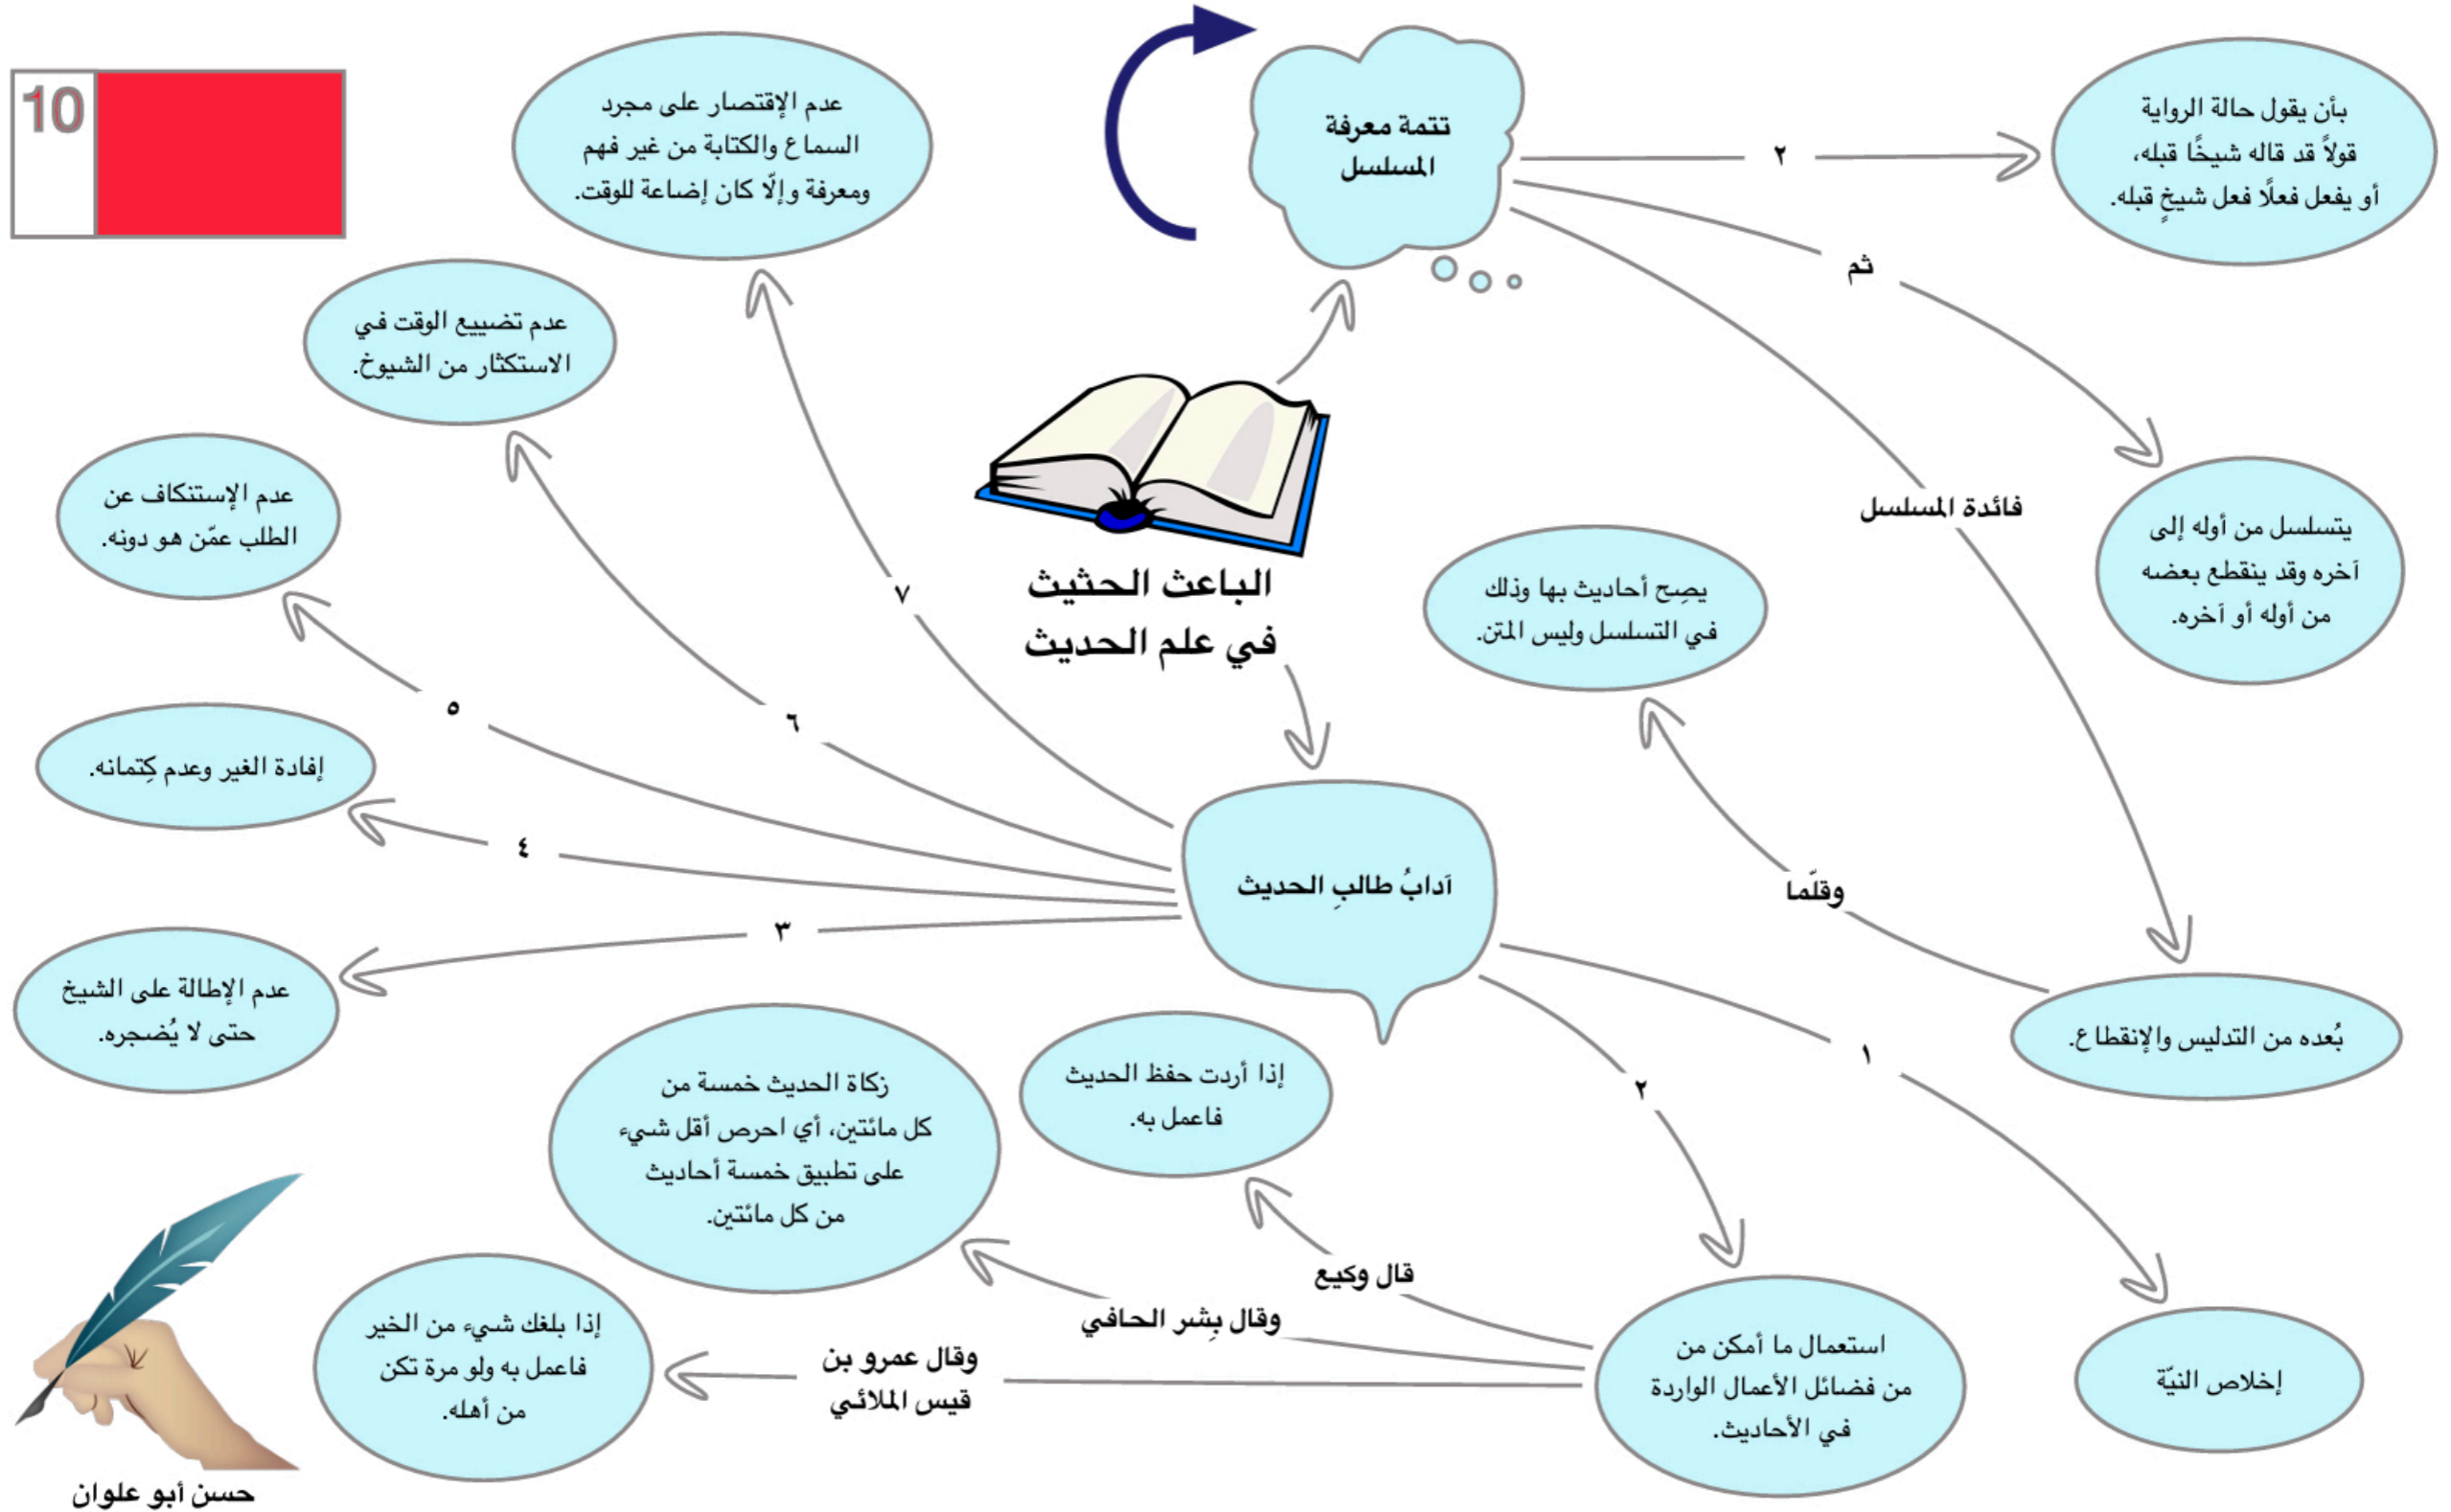 10
تتمة معرفة
المسلسل
٢
بأن يقول حالة الرواية
قولاً قد قاله شيخًا قبله،
أو يفعل فعلًا فعل شيخٍ قبله.
ثم
يتسلسل من أوله إلى
آخره وقد ينقطع بعضه
من أوله أو آخره.
فائدة المسلسل
بُعده من التدليس والإنقطاع.
وقلّما
يصِح أحاديث بها وذلك
في التسلسل وليس المتن.
الباعث الحثيث
في علم الحديث
آدابُ طالبِ الحديث
١
إخلاص النيّة
٢
استعمال ما أمكن من
من فضائل الأعمال الواردة
في الأحاديث.
قال وكيع
إذا أردت حفظ الحديث
فاعمل به.
وقال بِشر الحافي
زكاة الحديث خمسة من
كل مائتين، أي احرص أقل شيء
على تطبيق خمسة أحاديث
من كل مائتين.
وقال عمرو بن
قيس الملائي
إذا بلغك شيء من الخير
فاعمل به ولو مرة تكن
من أهله.
٣
عدم الإطالة على الشيخ
حتى لا يُضجره.
٤
إفادة الغير وعدم كِتمانه.
٥
عدم الإستنكاف عن
الطلب عمّن هو دونه.
٦
عدم تضييع الوقت في
الاستكثار من الشيوخ.
٧
عدم الإقتصار على مجرد
السماع والكتابة من غير فهم
ومعرفة وإلّا كان إضاعة للوقت.
حسن أبو علوان